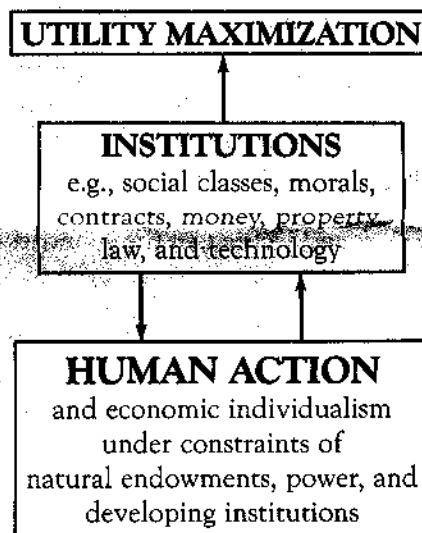 UTILITY MAXIMIZATION
INSTITUTIONS
e.g., social classes, morals,
contracts, money, property
law, and technology
HUMAN ACTION
and economic individualism
under constraints of
natural endowments, power, and
developing institutions